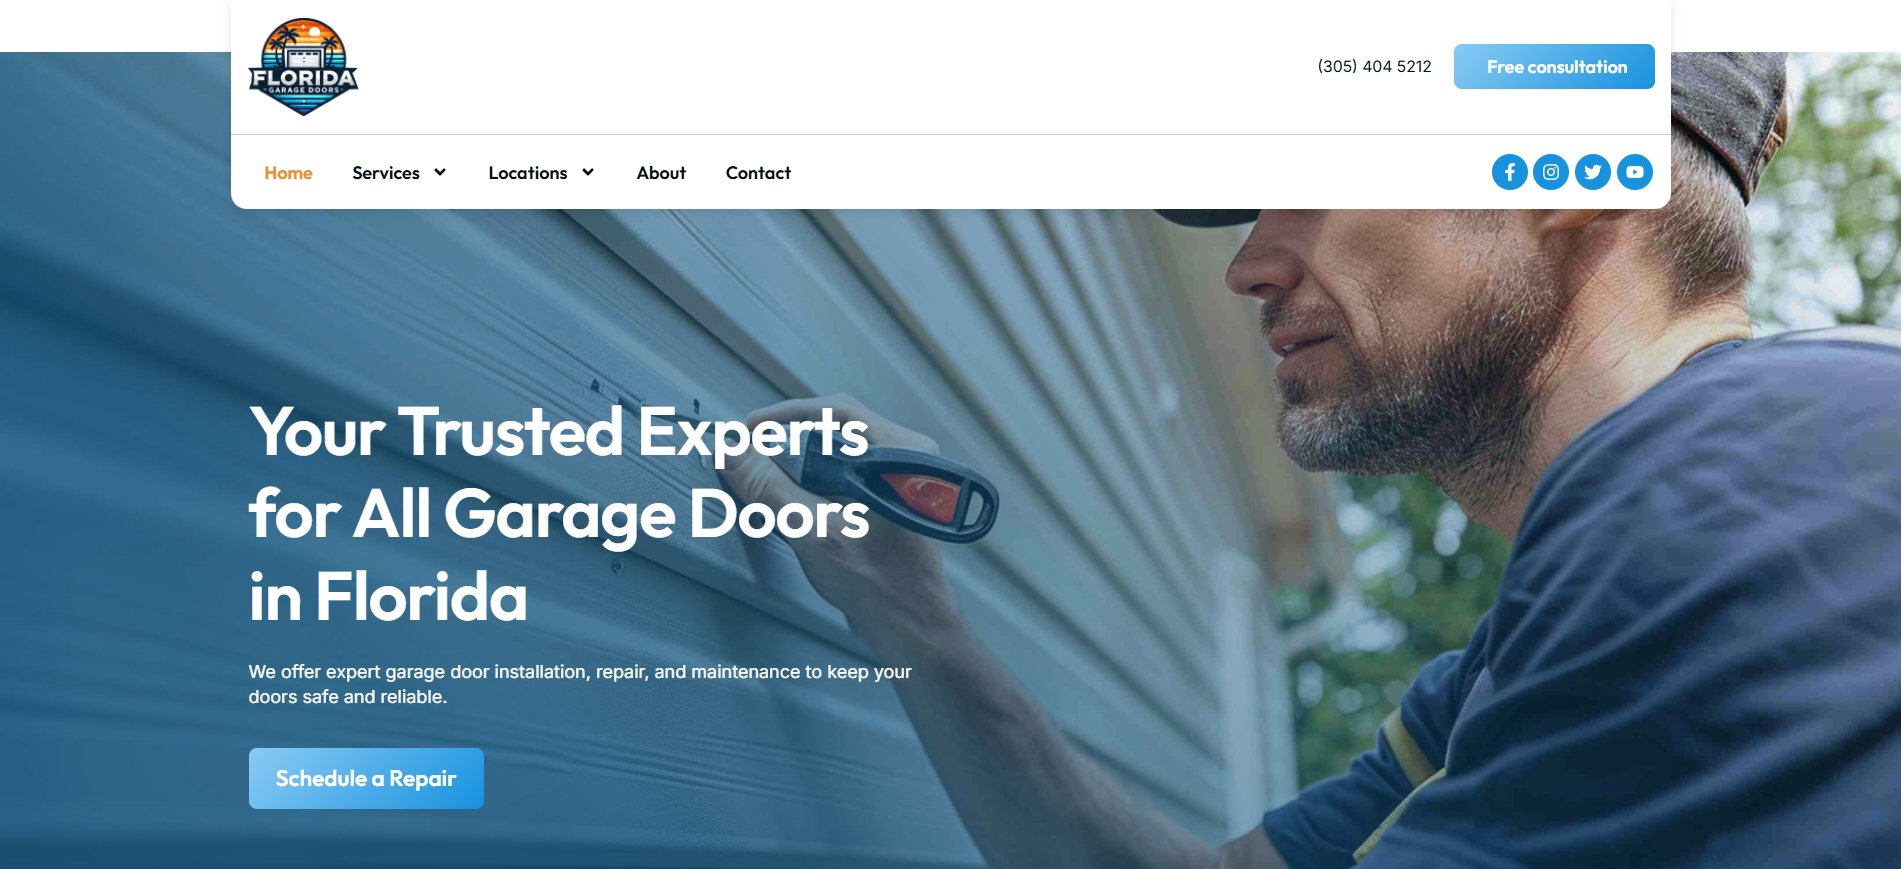 FLORIDA
GARAGE DOORS
(305) 404 5212
Free consultation
Home
Services
Locations
About
Contact
Your Trusted Experts
for All Garage Doors
in Florida
We offer expert garage door installation, repair, and maintenance to keep your
doors safe and reliable.
Schedule a Repair